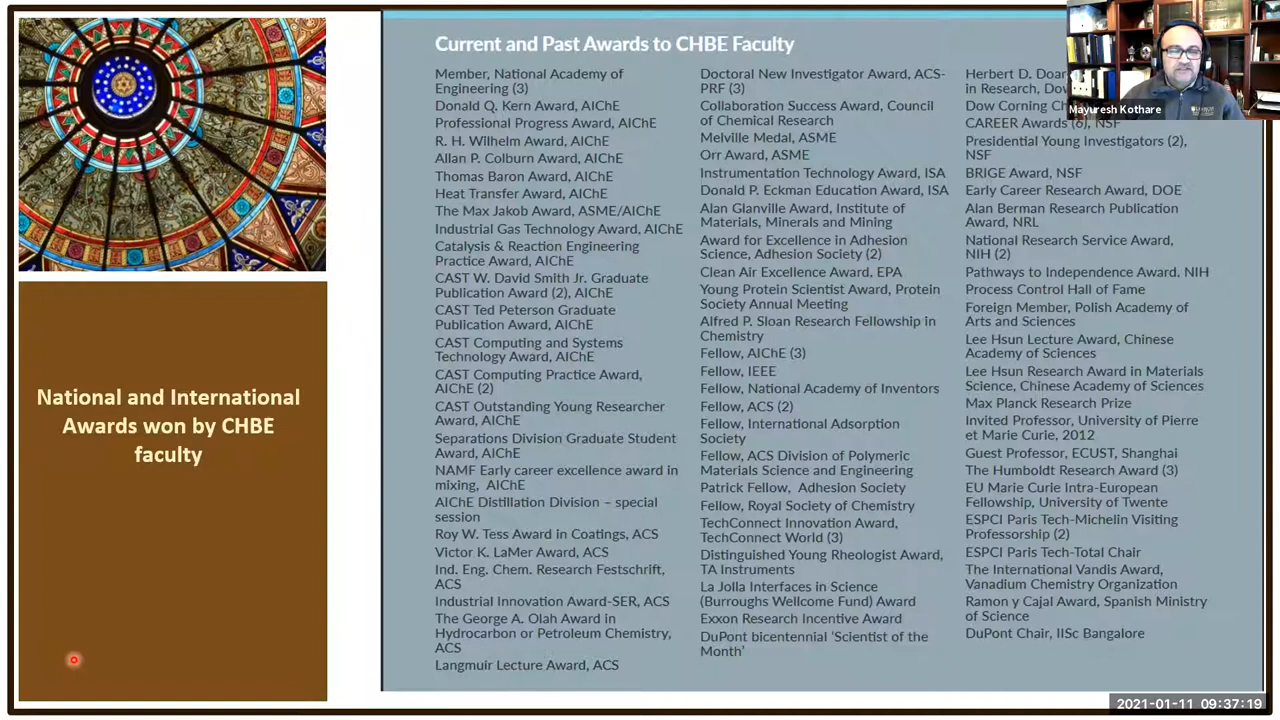 National and International
Awards won by CHBE
faculty
Current and Past Awards to CHBE Faculty
Member, National Academy of
Engineering (3)
Donald Q. Kern Award, AIChE
Professional Progress Award, AIChE
R. H. Wilhelm Award, AIChE
Allan P. Colburn Award, AIChE
Thomas Baron Award, AIChE
Heat Transfer Award, AIChE
The Max Jakob Award, ASME/AIChE
Industrial Gas Technology Award, AIChE
Catalysis & Reaction Engineering
Practice Award, AIChE
CAST W. David Smith Jr. Graduate
Publication Award (2), AIChE
CAST Ted Peterson Graduate
Publication Award, AIChE
CAST Computing and Systems
Technology Award, AIChE
CAST Computing Practice Award,
AIChE (2)
CAST Outstanding Young Researcher
Award, AIChE
Separations Division Graduate Student
Award, AIChE
NAMF Early career excellence award in
mixing, AIChE
AIChE Distillation Division – special
session
Roy W. Tess Award in Coatings, ACS
Victor K. LaMer Award, ACS
Ind. Eng. Chem. Research Festschrift,
ACS
Industrial Innovation Award-SER, ACS
The George A. Olah Award in
Hydrocarbon or Petroleum Chemistry,
ACS
Langmuir Lecture Award, ACS
Doctoral New Investigator Award, ACS-
PRF (3)
Collaboration Success Award, Council
of Chemical Research
Melville Medal, ASME
Orr Award, ASME
Instrumentation Technology Award, ISA
Donald P. Eckman Education Award, ISA
Alan Glanville Award, Institute of
Materials, Minerals and Mining
Award for Excellence in Adhesion
Science, Adhesion Society (2)
Clean Air Excellence Award, EPA
Young Protein Scientist Award, Protein
Society Annual Meeting
Alfred P. Sloan Research Fellowship in
Chemistry
Fellow, AIChE (3)
Fellow, IEEE
Fellow, National Academy of Inventors
Fellow, ACS (2)
Fellow, International Adsorption
Society
Fellow, ACS Division of Polymeric
Materials Science and Engineering
Patrick Fellow, Adhesion Society
Fellow, Royal Society of Chemistry
TechConnect Innovation Award,
TechConnect World (3)
Distinguished Young Rheologist Award,
TA Instruments
La Jolla Interfaces in Science
(Burroughs Wellcome Fund) Award
Exxon Research Incentive Award
DuPont bicentennial ‘Scientist of the
Month’
Herbert D.
in Research,
Dow Corning
CAREER Awards (6), NSF
Presidential Young Investigators (2),
NSF
BRIGE Award, NSF
Early Career Research Award, DOE
Alan Berman Research Publication
Award, NRL
National Research Service Award,
NIH (2)
Pathways to Independence Award, NIH
Process Control Hall of Fame
Foreign Member, Polish Academy of
Arts and Sciences
Lee Hsun Lecture Award, Chinese
Academy of Sciences
Lee Hsun Research Award in Materials
Science, Chinese Academy of Sciences
Max Planck Research Prize
Invited Professor, University of Pierre
et Marie Curie, 2012
Guest Professor, ECUST, Shanghai
The Humboldt Research Award (3)
EU Marie Curie Intra-European
Fellowship, University of Twente
ESPCI Paris Tech-Michelin Visiting
Professorship (2)
ESPCI Paris Tech-Total Chair
The International Vandis Award,
Vanadium Chemistry Organization
Ramon y Cajal Award, Spanish Ministry
of Science
DuPont Chair, IISc Bangalore
Mayuresh Kothare
2021-01-11 09:37:19